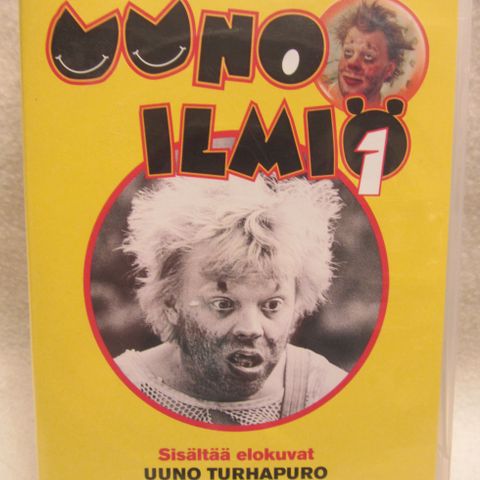 UUNO
ILMIÖ
1
Sisältää elokuvat
UUNO TURHAPURO